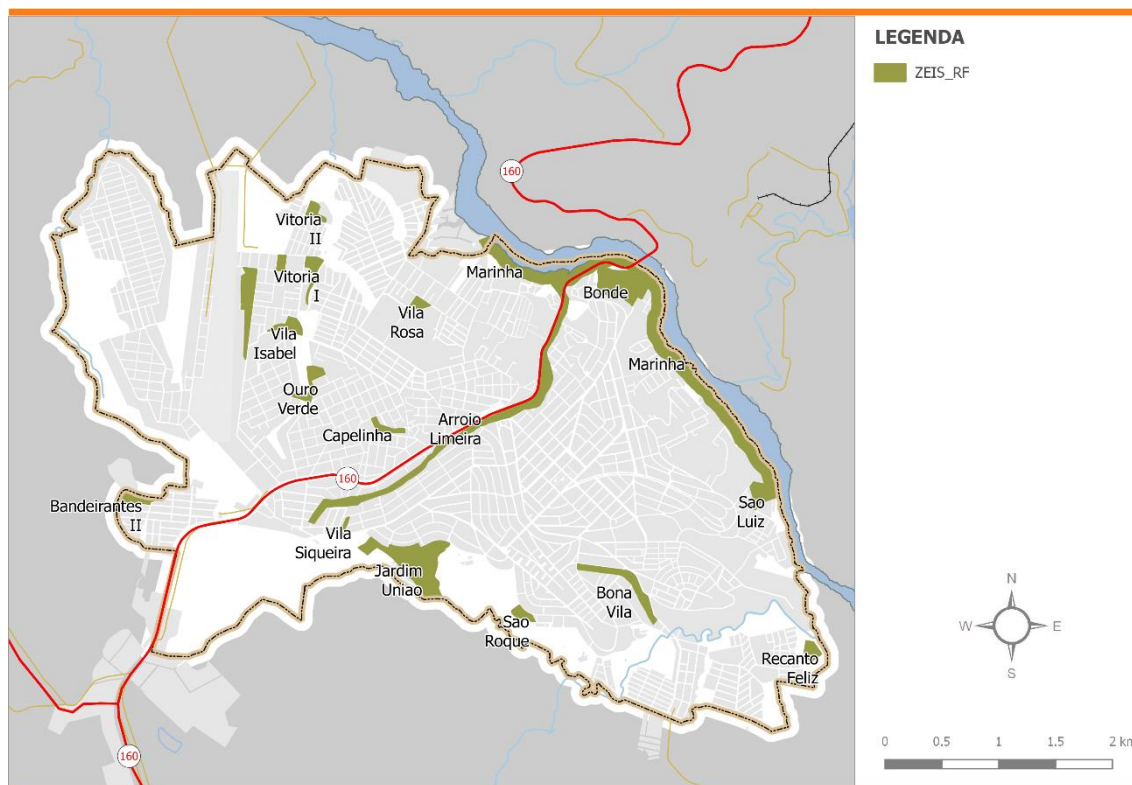 LEGENDA
ZEIS_RF
160
Vitoria
II
Marinha
Vitoria
I
Bonde
Vila
Rosa
Vila
Isabel
Marinha
Ouro
Verde
Arroio
Limeira
Capelinha
160
Bandeirantes
II
Sao
Luiz
Vila
Siqueira
Jardim
Uniao
Bona
Vila
Sao
Roque
Recanto
Feliz
160
N
W
E
S
0 0.5 1 1.5 2 km